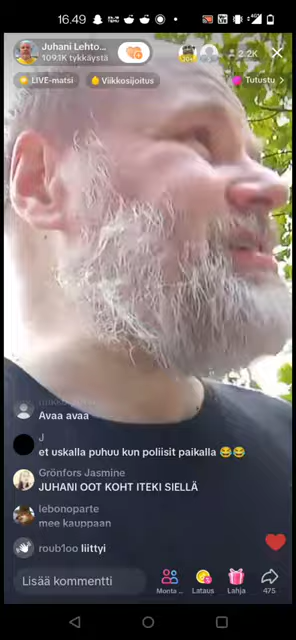 16.49
Juhani Lehto...
109.1K tykkäystä
2.2K
LIVE-matsi
Viikkosijoitus
Tutustu >
Avaa avaa
J
et uskalla puhuu kun poliisit paikalla 😂😂
Grönfors Jasmine
JUHANI OOT KOHT ITEKI SIELLÄ
lebonoparte
mee kauppaan
roub1oo liittyi
Lisää kommentti
Monta ...
Lataus
Lahja
475